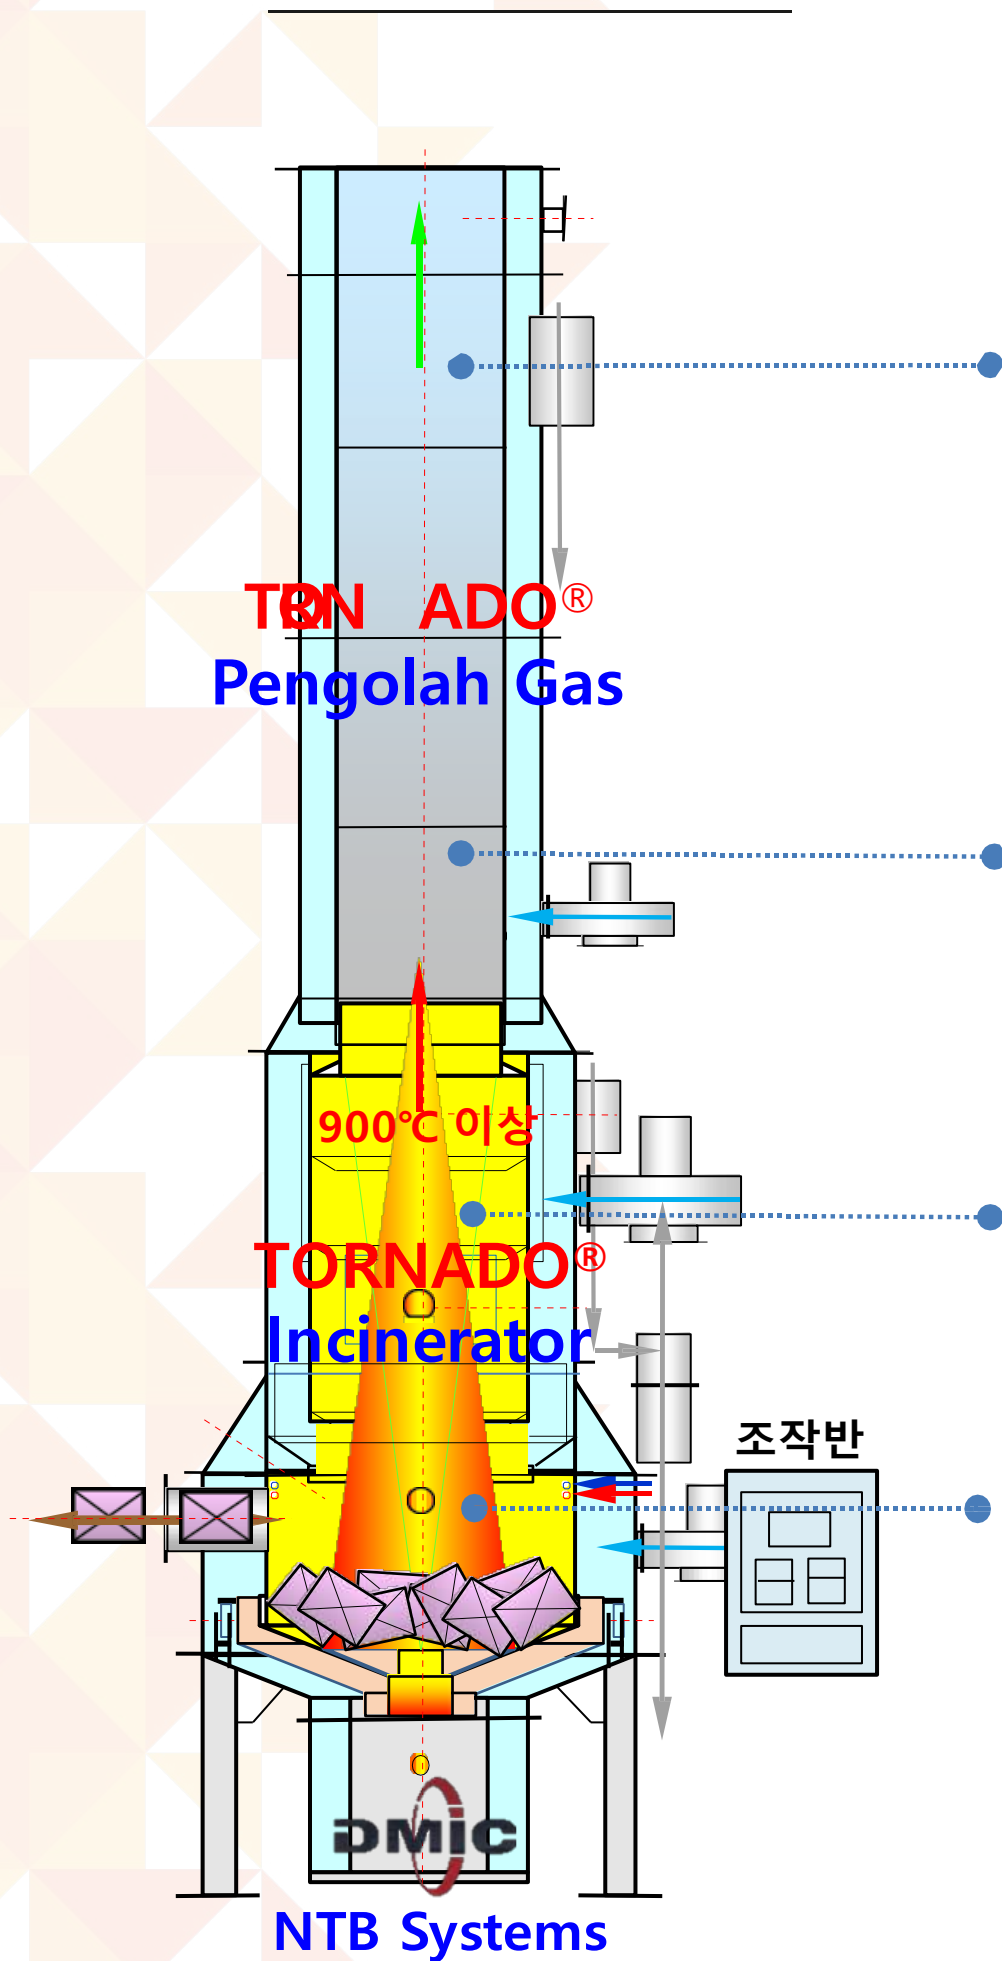 TORNADO®
Pengolah Gas
900℃ 이상
TORNADO®
Incinerator
조작반
DMIC
NTB Systems